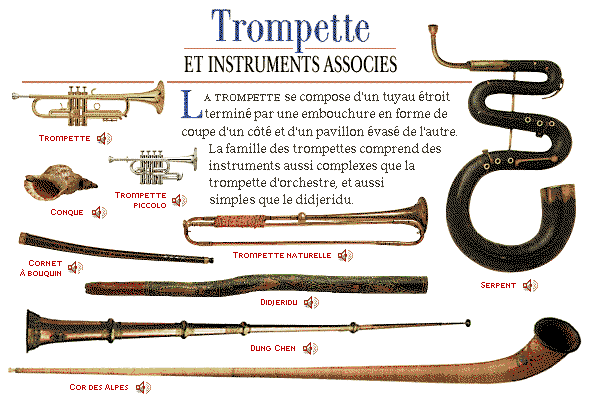 Trompette
ET INSTRUMENTS ASSOCIES
LA TROMPETTE se compose d'un tuyau étroit
terminé par une embouchure en forme de
coupe d'un côté et d'un pavillon évasé de l'autre.
La famille des trompettes comprend des
instruments aussi complexes que la
trompette d'orchestre, et aussi
simples que le didjeridu.
TROMPETTE
TROMPETTE
PICCOLO
CONQUE
TROMPETTE NATURELLE
CORNET
À BOUQUIN
SERPENT
DIDJERIDU
DUNG CHEN
COR DES ALPES